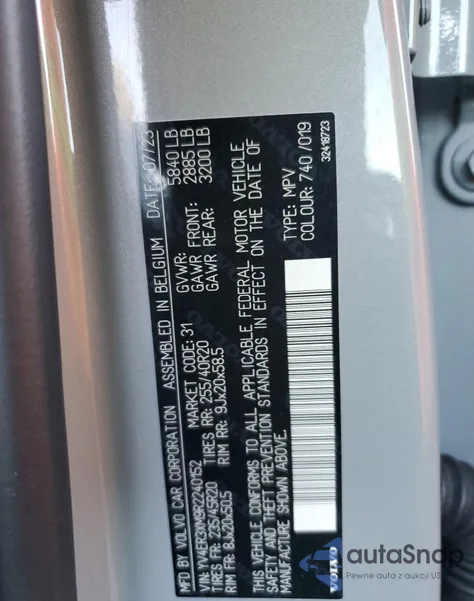 MFD BY VOLVO CAR CORPORATION ASSEMBLED IN BELGIUM DATE: 07/23
VIN: YV4ER3XM9R2240152 MARKET CODE: 31 GVWR: 5840 LB
TIRES FR: 235/45R20 TIRES RR: 255/40R20 GAWR FRONT: 2885 LB
RIM FR: 8Jx20x50.5 RIM RR: 9Jx20x58.5 GAWR REAR: 3200 LB
THIS VEHICLE CONFORMS TO ALL APPLICABLE FEDERAL MOTOR VEHICLE
SAFETY AND THEFT PREVENTION STANDARDS IN EFFECT ON THE DATE OF
MANUFACTURE SHOWN ABOVE.
TYPE: MPV
COLOUR: 740 /019
32418723
VOLVO
autaSnap
Pewne auta z aukcji US